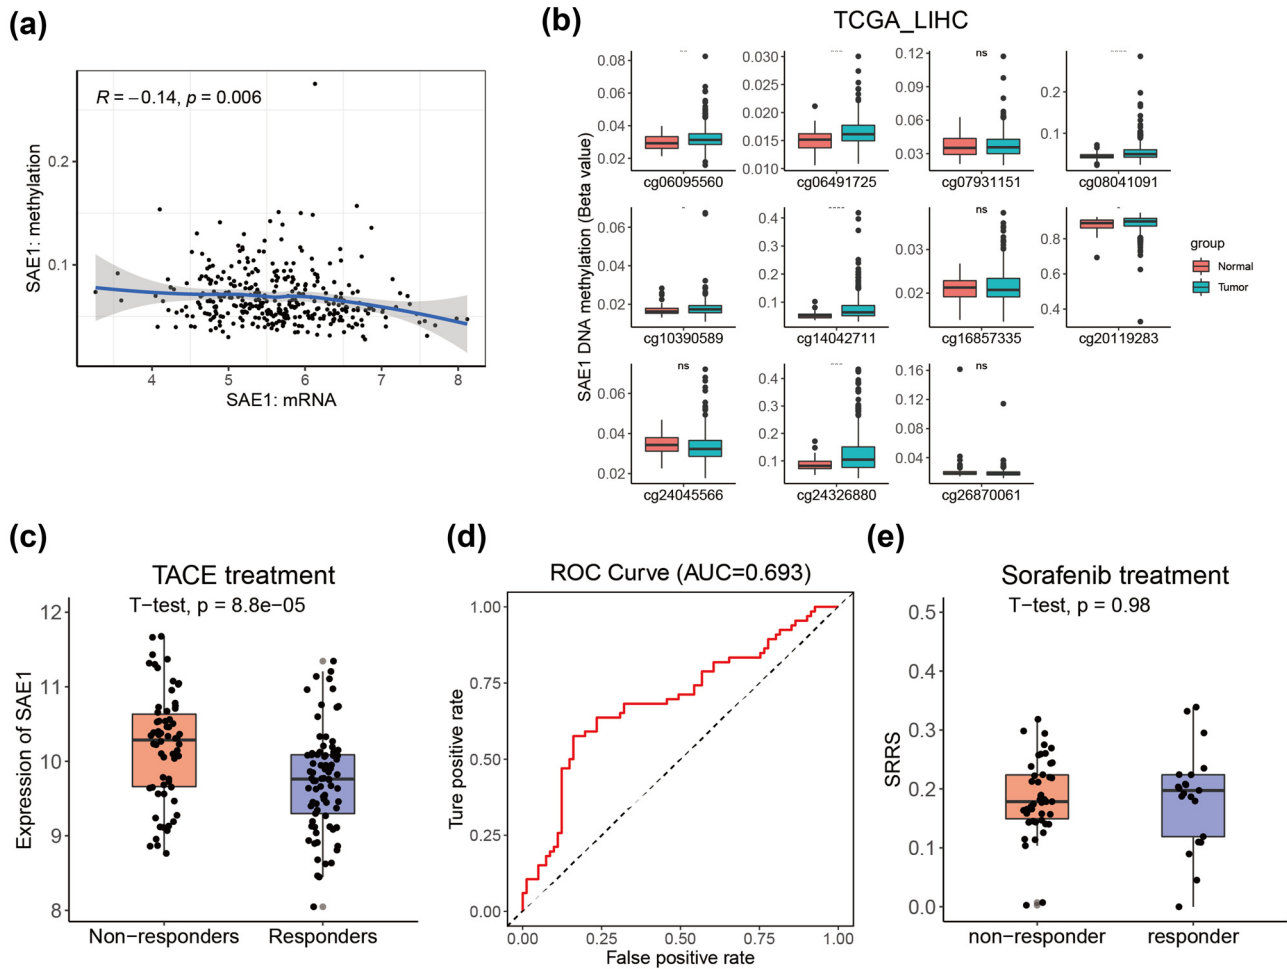 (a)
R = −0.14, p = 0.006
SAE1: methylation
0.2
0.1
4 5 6 7 8
SAE1: mRNA
(b)
TCGA_LIHC
SAE1 DNA methylation (Beta value)
0.08
0.06
0.04
0.02
cg06095560
0.030
0.025
0.020
0.015
0.010
cg06491725
ns
0.12
0.09
0.06
0.03
cg07931151
0.2
0.1
cg08041091
0.06
0.04
0.02
cg10390589
0.4
0.3
0.2
0.1
cg14042711
ns
0.03
0.02
cg16857335
0.8
0.6
0.4
cg20119283
group
Normal
Tumor
ns
0.06
0.04
0.02
cg24045566
0.4
0.3
0.2
0.1
cg24326880
ns
0.16
0.12
0.08
0.04
cg26870061
(c)
TACE treatment
T−test, p = 8.8e−05
Expression of SAE1
12
11
10
9
8
Non−responders Responders
(d)
ROC Curve (AUC=0.693)
Ture positive rate
1.00
0.75
0.50
0.25
0.00
0.00 0.25 0.50 0.75 1.00
False positive rate
(e)
Sorafenib treatment
T−test, p = 0.98
SRRS
0.5
0.4
0.3
0.2
0.1
0.0
non−responder responder